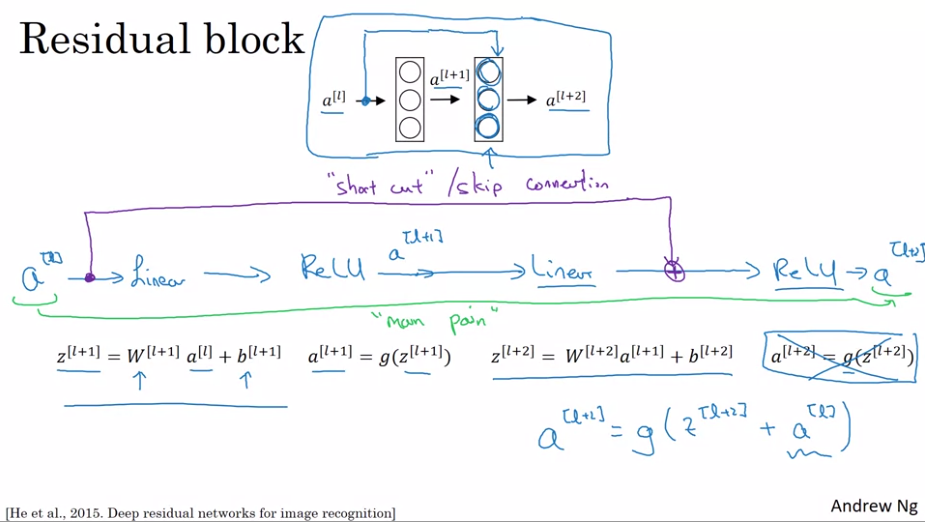 Residual block
a^[l] a^[l+1] a^[l+2]
"short cut" / skip connection
a^[l] → Linear → ReLU a^[l+1] → Linear → ReLU → a^[l+2]
"main path"
z^[l+1] = W^[l+1] a^[l] + b^[l+1] a^[l+1] = g(z^[l+1]) z^[l+2] = W^[l+2] a^[l+1] + b^[l+2] a^[l+2] = g(z^[l+2])
a^[l+2] = g(z^[l+2] + a^[l])
[He et al., 2015. Deep residual networks for image recognition]
Andrew Ng